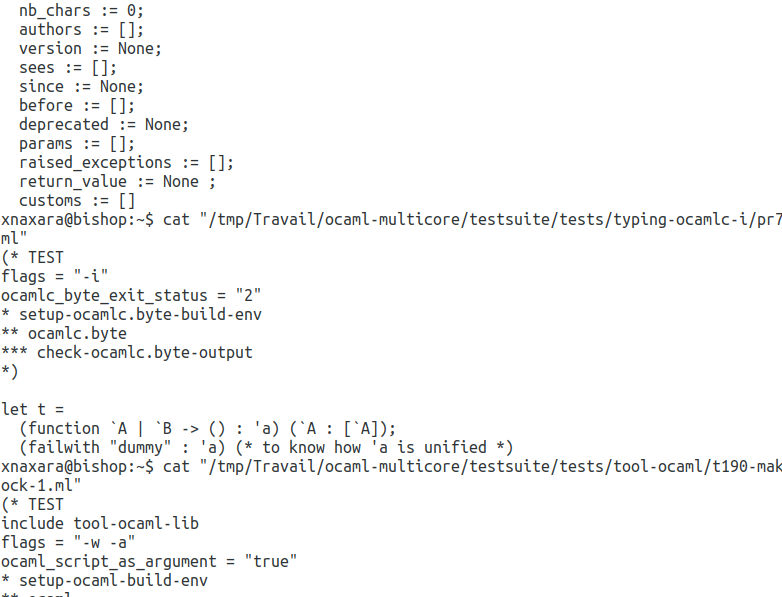 nb_chars := 0;
authors := [];
version := None;
sees := [];
since := None;
before := [];
deprecated := None;
params := [];
raised_exceptions := [];
return_value := None ;
customs := []
xnaxara@bishop:~$ cat "/tmp/Travail/ocaml-multicore/testsuite/tests/typing-ocamlc-i/pr7
ml"
(* TEST
flags = "-i"
ocamlc_byte_exit_status = "2"
* setup-ocamlc.byte-build-env
** ocamlc.byte
*** check-ocamlc.byte-output
*)
let t =
(function `A | `B -> () : 'a) (`A : [`A]);
(failwith "dummy" : 'a) (* to know how 'a is unified *)
xnaxara@bishop:~$ cat "/tmp/Travail/ocaml-multicore/testsuite/tests/tool-ocaml/t190-mak
ock-1.ml"
(* TEST
include tool-ocaml-lib
flags = "-w -a"
ocaml_script_as_argument = "true"
* setup-ocaml-build-env
** ocaml